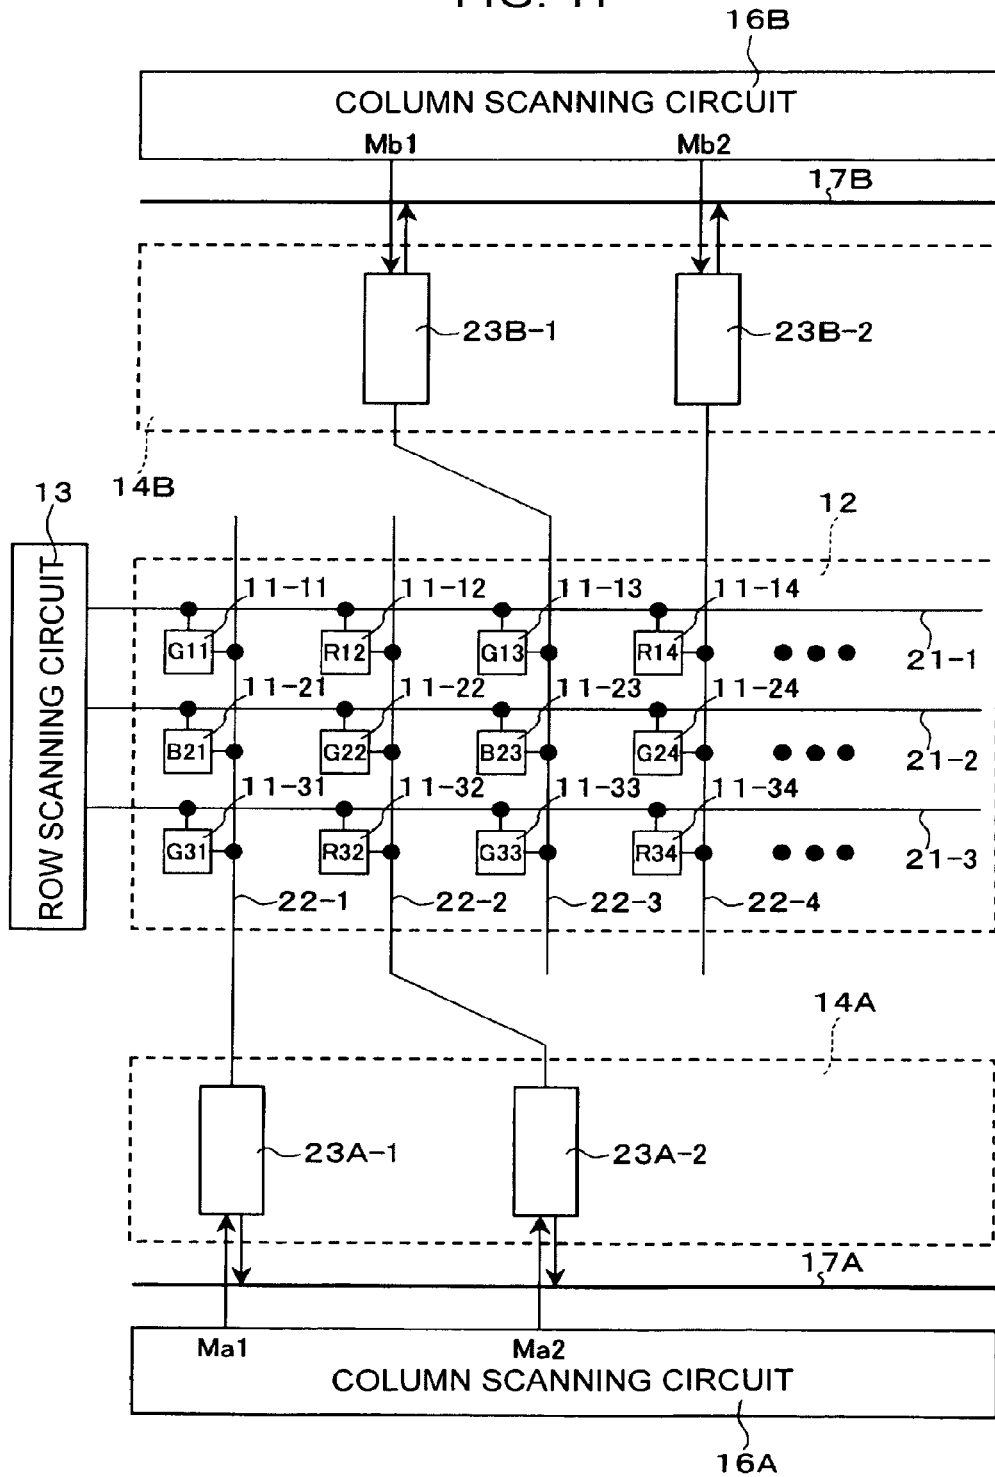 16B
COLUMN SCANNING CIRCUIT
Mb1 Mb2
17B
23B-1 23B-2
14B
13
12
ROW SCANNING CIRCUIT
11-11 11-12 11-13 11-14
G11 R12 G13 R14
21-1
11-21 11-22 11-23 11-24
B21 G22 B23 G24
21-2
11-31 11-32 11-33 11-34
G31 R32 G33 R34
21-3
22-1 22-2 22-3 22-4
14A
23A-1 23A-2
17A
Ma1 Ma2
COLUMN SCANNING CIRCUIT
16A